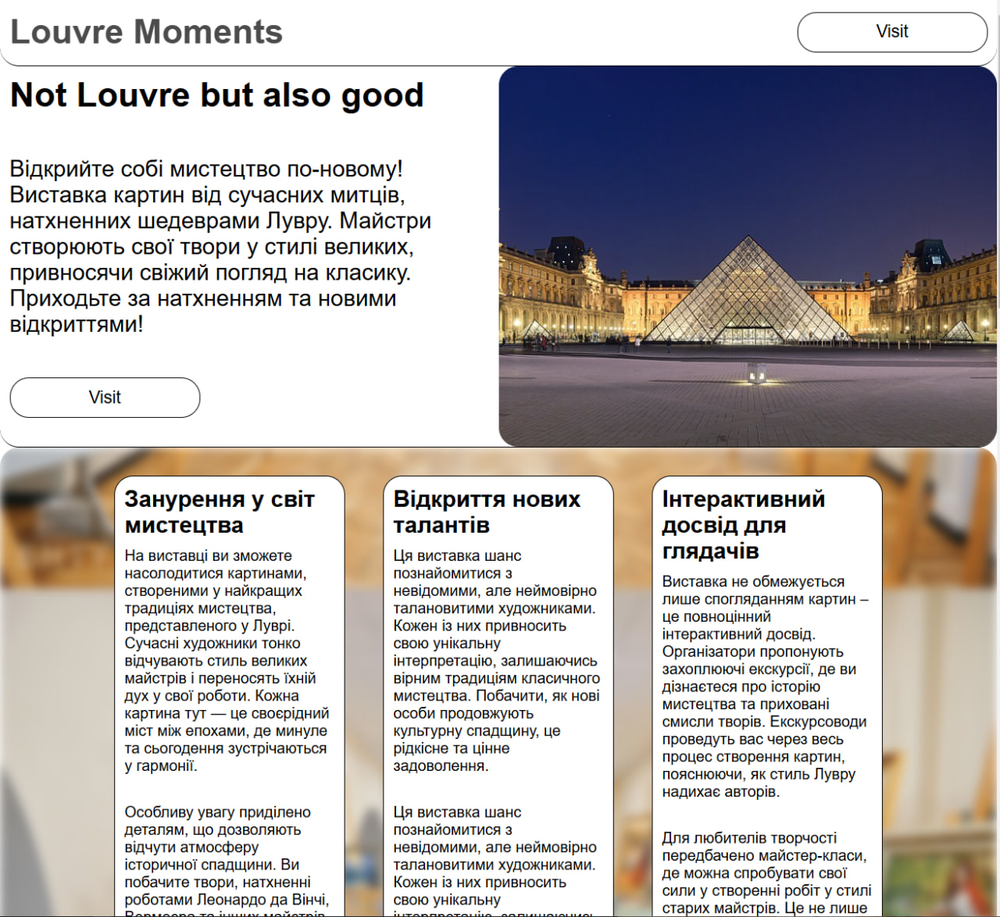 Louvre Moments
Visit
Not Louvre but also good
Відкрийте собі мистецтво по-новому!
Виставка картин від сучасних митців,
натхненних шедеврами Лувру. Майстри
створюють свої твори у стилі великих,
привносячи свіжий погляд на класику.
Приходьте за натхненням та новими
відкриттями!
Visit
Занурення у світ
мистецтва
На виставці ви зможете
насолодитися картинами,
створеними у найкращих
традиціях мистецтва,
представленого у Луврі.
Сучасні художники тонко
відчувають стиль великих
майстрів і переносять їхній
дух у свої роботи. Кожна
картина тут — це своєрідний
міст між епохами, де минуле
та сьогодення зустрічаються
у гармонії.
Особливу увагу приділено
деталям, що дозволяють
відчути атмосферу
історичної спадщини. Ви
побачите твори, натхненні
роботами Леонардо да Вінчі,
Вермеера та інших майстрів
Відкриття нових
талантів
Ця виставка шанс
познайомитися з
невідомими, але неймовірно
талановитими художниками.
Кожен із них привносить
свою унікальну
інтерпретацію, залишаючись
вірним традиціям класичного
мистецтва. Побачити, як нові
особи продовжують
культурну спадщину, це
рідкісне та цінне
задоволення.
Ця виставка шанс
познайомитися з
невідомими, але неймовірно
талановитими художниками.
Кожен із них привносить
свою унікальну
інтерпретацію, залишаючись
Інтерактивний
досвід для
глядачів
Виставка не обмежується
лише спогляданням картин –
це повноцінний
інтерактивний досвід.
Організатори пропонують
захоплюючі екскурсії, де ви
дізнаєтеся про історію
мистецтва та приховані
смисли творів. Екскурсоводи
проведуть вас через весь
процес створення картин,
пояснюючи, як стиль Лувру
надихає авторів.
Для любителів творчості
передбачено майстер-класи,
де можна спробувати свої
сили у створенні робіт у стилі
старих майстрів. Це не лише